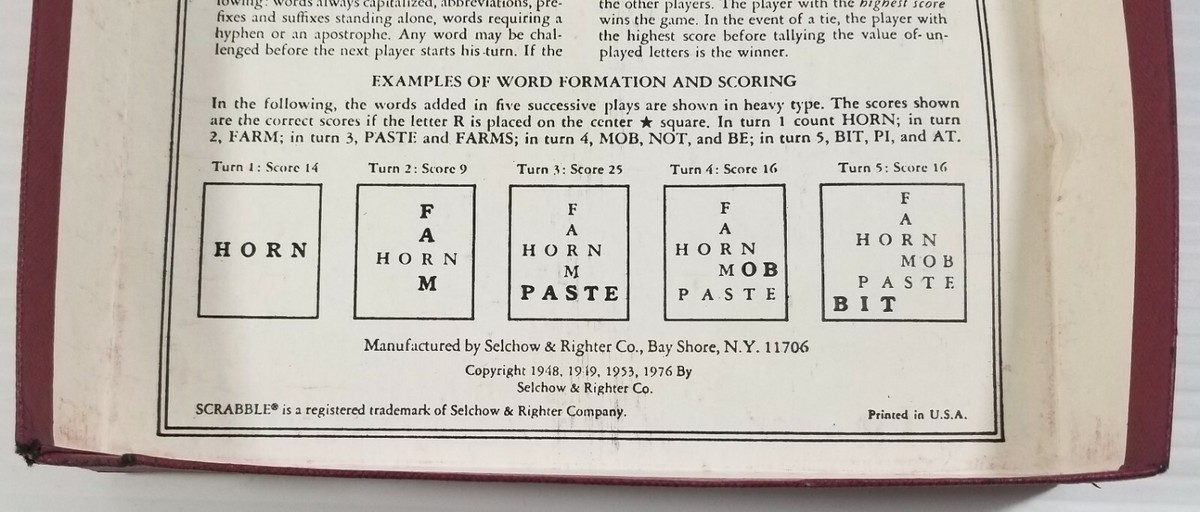 lowing: words always capitalized, abbreviations, pre-
fixes and suffixes standing alone, words requiring a
hyphen or an apostrophe. Any word may be chal-
lenged before the next player starts his turn. If the
the other players. The player with the highest score
wins the game. In the event of a tie, the player with
the highest score before tallying the value of un-
played letters is the winner.
EXAMPLES OF WORD FORMATION AND SCORING
In the following, the words added in five successive plays are shown in heavy type. The scores shown
are the correct scores if the letter R is placed on the center ★ square. In turn 1 count HORN; in turn
2, FARM; in turn 3, PASTE and FARMS; in turn 4, MOB, NOT, and BE; in turn 5, BIT, PI, and AT.
Turn 1: Score 14
HORN
Turn 2: Score 9
F
A
HORN
M
Turn 3: Score 25
F
A
HORN
M
PASTE
Turn 4: Score 16
F
A
HORN
MOB
PASTE
Turn 5: Score 16
F
A
HORN
MOB
PASTE
BIT
Manufactured by Selchow & Righter Co., Bay Shore, N.Y. 11706
Copyright 1948, 1949, 1953, 1976 By
Selchow & Righter Co.
SCRABBLE® is a registered trademark of Selchow & Righter Company.
Printed in U.S.A.